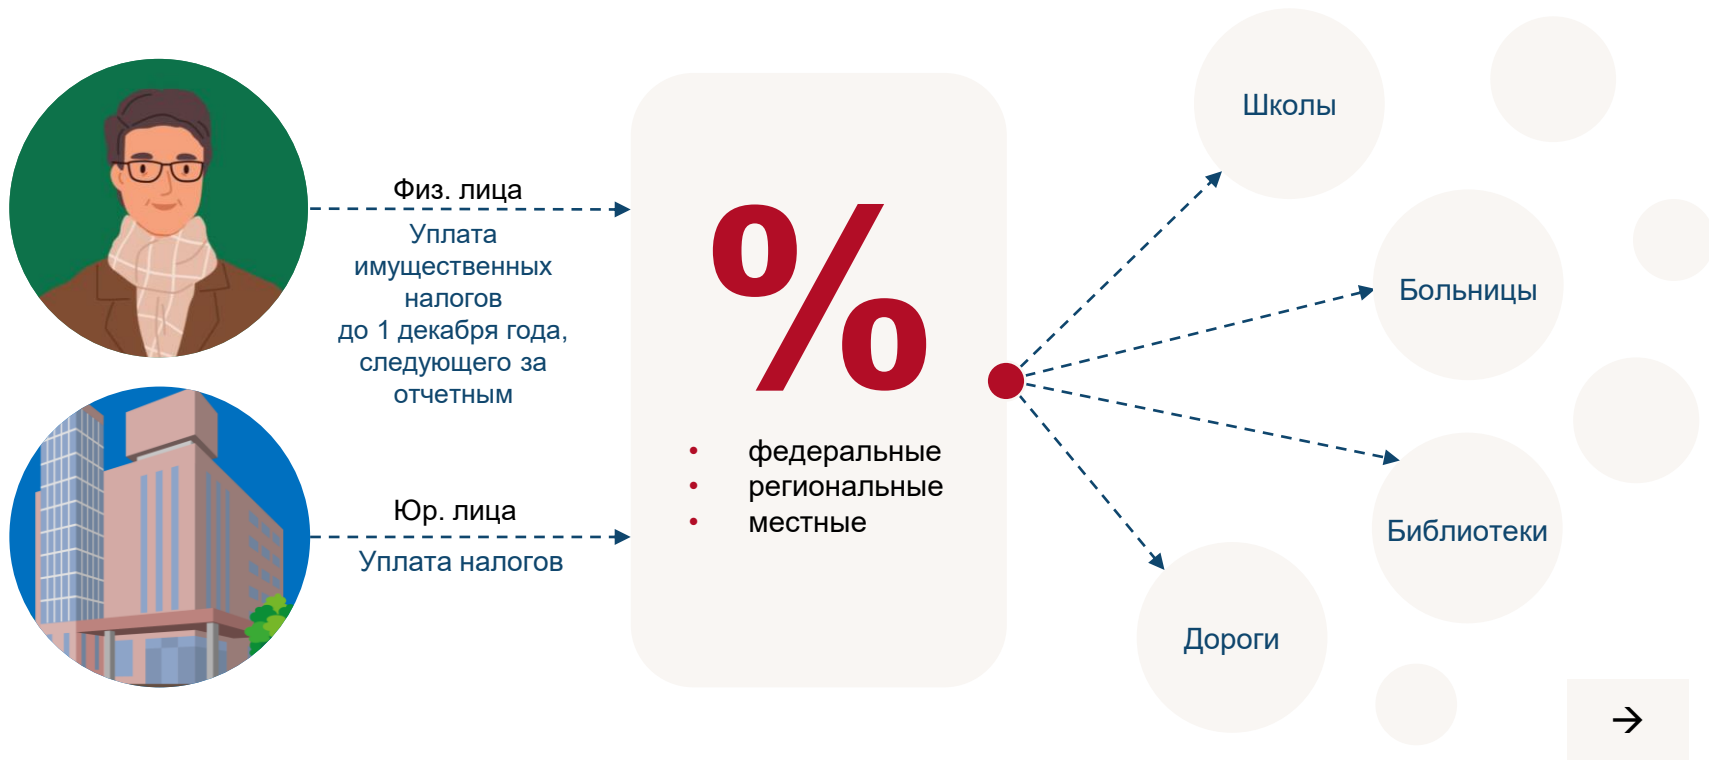 Физ. лица
Уплата
имущественных
налогов
до 1 декабря года,
следующего за
отчетным
Юр. лица
Уплата налогов
%
• федеральные
• региональные
• местные
Школы
Больницы
Библиотеки
Дороги
→